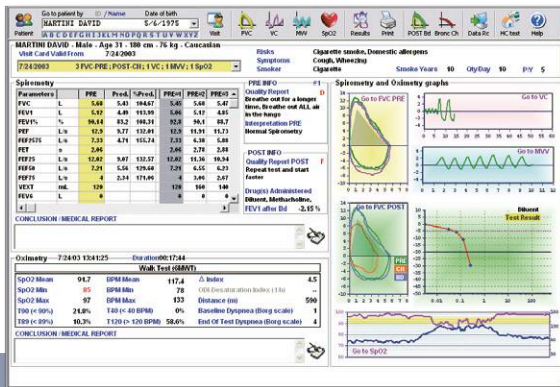 Go to patient by ID / Name Date of birth
MARTINI DAVID 5/6/1975
A B C D E F G H I J K L M N O P Q R S T U V W X Y Z
Patient Visit FVC VC MVV SpO2 Results Print POST Bd Bronc Ch Data Rc HC test Help
MARTINI DAVID - Male - Age 31 - 180 cm - 76 kg - Caucasian
Visit Card Valid From 7/24/2003
7/24/2003 3 FVC-PRE ; POST-CH ; 1 VC ; 1 MVV ; 1 SpO2
Risks Cigarette smoke, Domestic allergens
Symptoms Cough, Wheezing
Smoker Cigarette Smoke Years 10 Qty/Day 10 P/Y 5
Spirometry
Parameters PRE Pred. %Pred. PRE#1 PRE#2 PRE#3
FVC L 5.68 5.43 104.67 5.45 5.68 5.47
FEV1 L 5.12 4.49 113.99 5.06 5.12 4.85
FEV1% % 90.14 83.2 108.31 92.8 90.1 88.7
PEF L/s 12.9 9.77 132.01 12.9 11.91 11.73
FEF2575 L/s 7.33 4.71 155.74 7.33 6.38 5.88
FET s 2.06 2.06 2.78 2.88
FEF25 L/s 12.02 9.07 132.57 12.02 11.36 10.94
FEF50 L/s 7.21 5.56 129.60 7.21 6.55 6.23
FEF75 L/s 4 2.34 171.00 4 3.06 2.67
VEXT mL 120 120 160 140
FEV6 L 0
PRE INFO #1
Quality Report D
Breathe out for a longer
time, Breathe out ALL air
in the lungs
Interpretation PRE
Normal Spirometry
POST INFO
Quality Report POST F
Repeat test and start
faster
Drug(s) Administered
Diluent, Methacholine,
FEV1 after Bd -2.15 %
CONCLUSION / MEDICAL REPORT
Spirometry and Oximetry graphs
Go to FVC PRE
Go to VC
Go to MVV
Go to FVC POST
PRE
CH
Diluent
Test Result
Go to SpO2
Oximetry 7/24/03 13:41:25 Duration 00:17:44
Walk Test (6MWT)
SpO2 Mean 91.7 BPM Mean 117.4 Δ Index 4.5
SpO2 Min 85 BPM Min 78 ODI Desaturation Index (1/h) --
SpO2 Max 97 BPM Max 133 Distance (m) 590
T90 (< 90%) 21.0% T40 (< 40 BPM) 0% Baseline Dyspnea (Borg scale) 1
T89 (< 89%) 10.3% T120 (> 120 BPM) 58.6% End Of Test Dyspnea (Borg scale) 4
CONCLUSION / MEDICAL REPORT